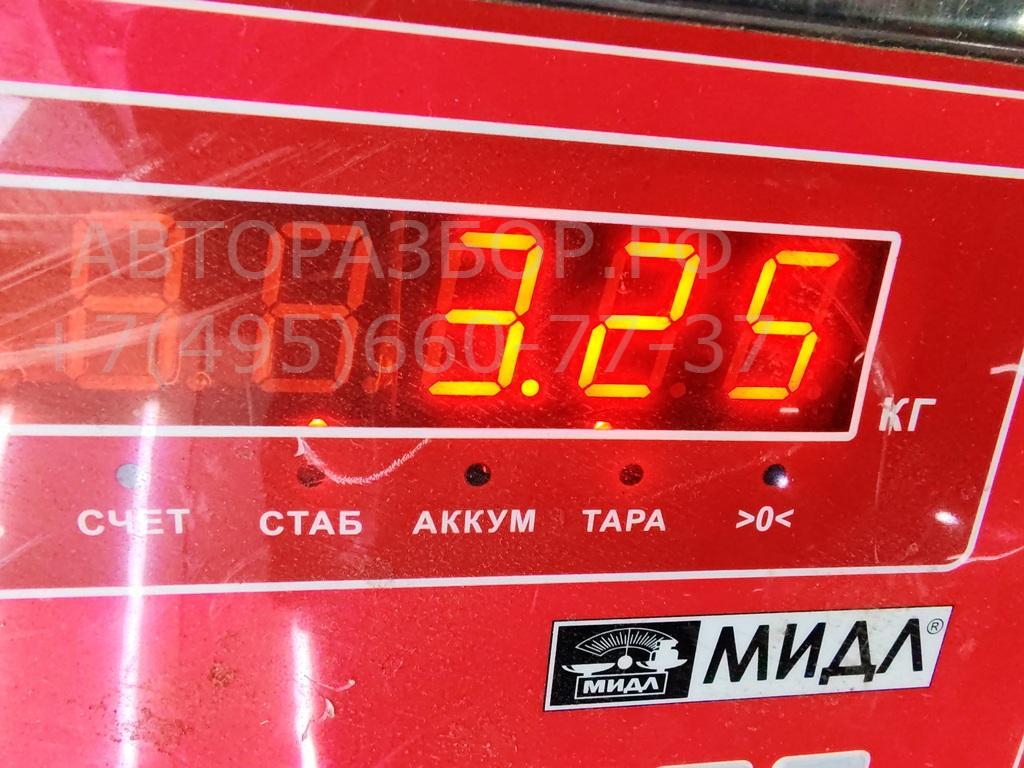 АВТОРАЗБОР.РФ
+7(495)660-77-37
3.25
КГ
СЧЕТ СТАБ АККУМ ТАРА >0<
МИДЛ МИДЛ®